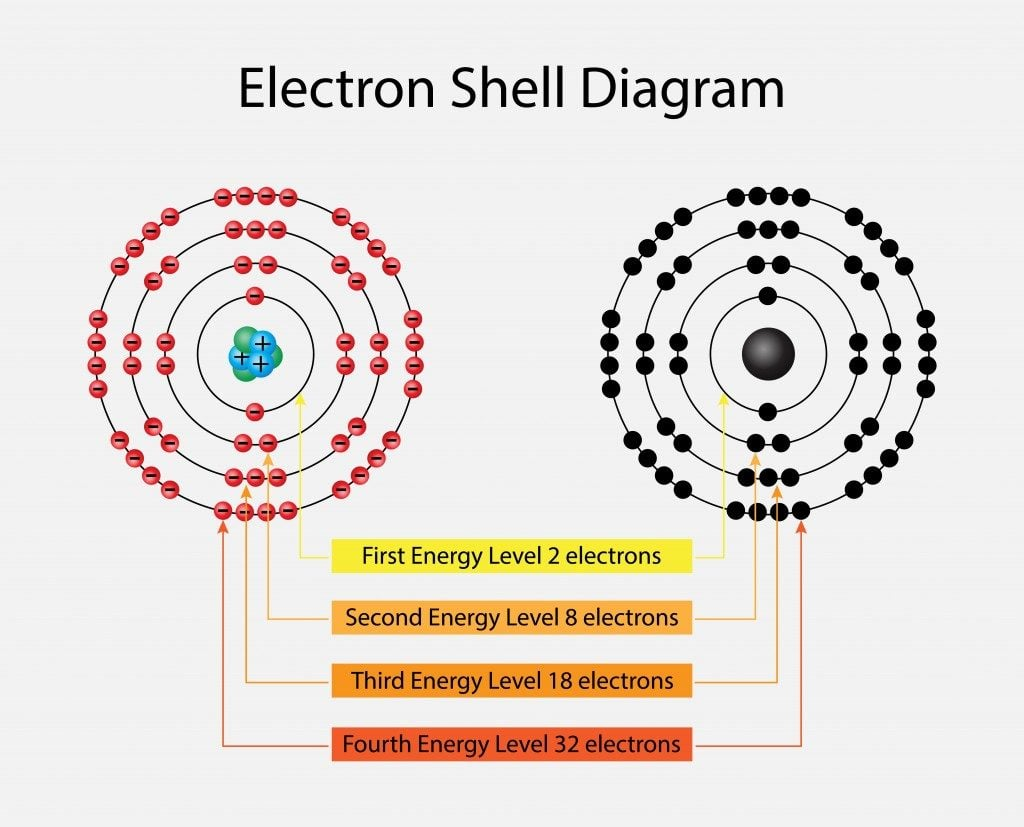 Electron Shell Diagram
First Energy Level 2 electrons
Second Energy Level 8 electrons
Third Energy Level 18 electrons
Fourth Energy Level 32 electrons